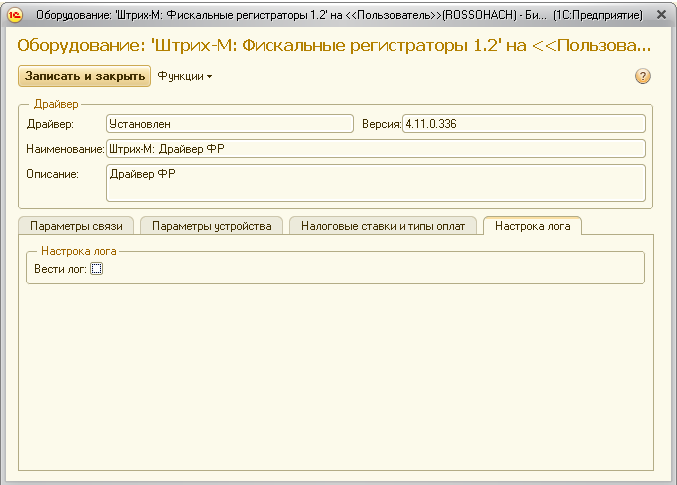 Оборудование: 'Штрих-М: Фискальные регистраторы 1.2' на <<Пользователь>>(ROSSOHACH) - Би... (1С:Предприятие)
Оборудование: 'Штрих-М: Фискальные регистраторы 1.2' на <<Пользова...
Записать и закрыть Функции
?
Драйвер
Драйвер: Установлен Версия: 4.11.0.336
Наименование: Штрих-М: Драйвер ФР
Описание: Драйвер ФР
Параметры связи Параметры устройства Налоговые ставки и типы оплат Настрока лога
Настрока лога
Вести лог: